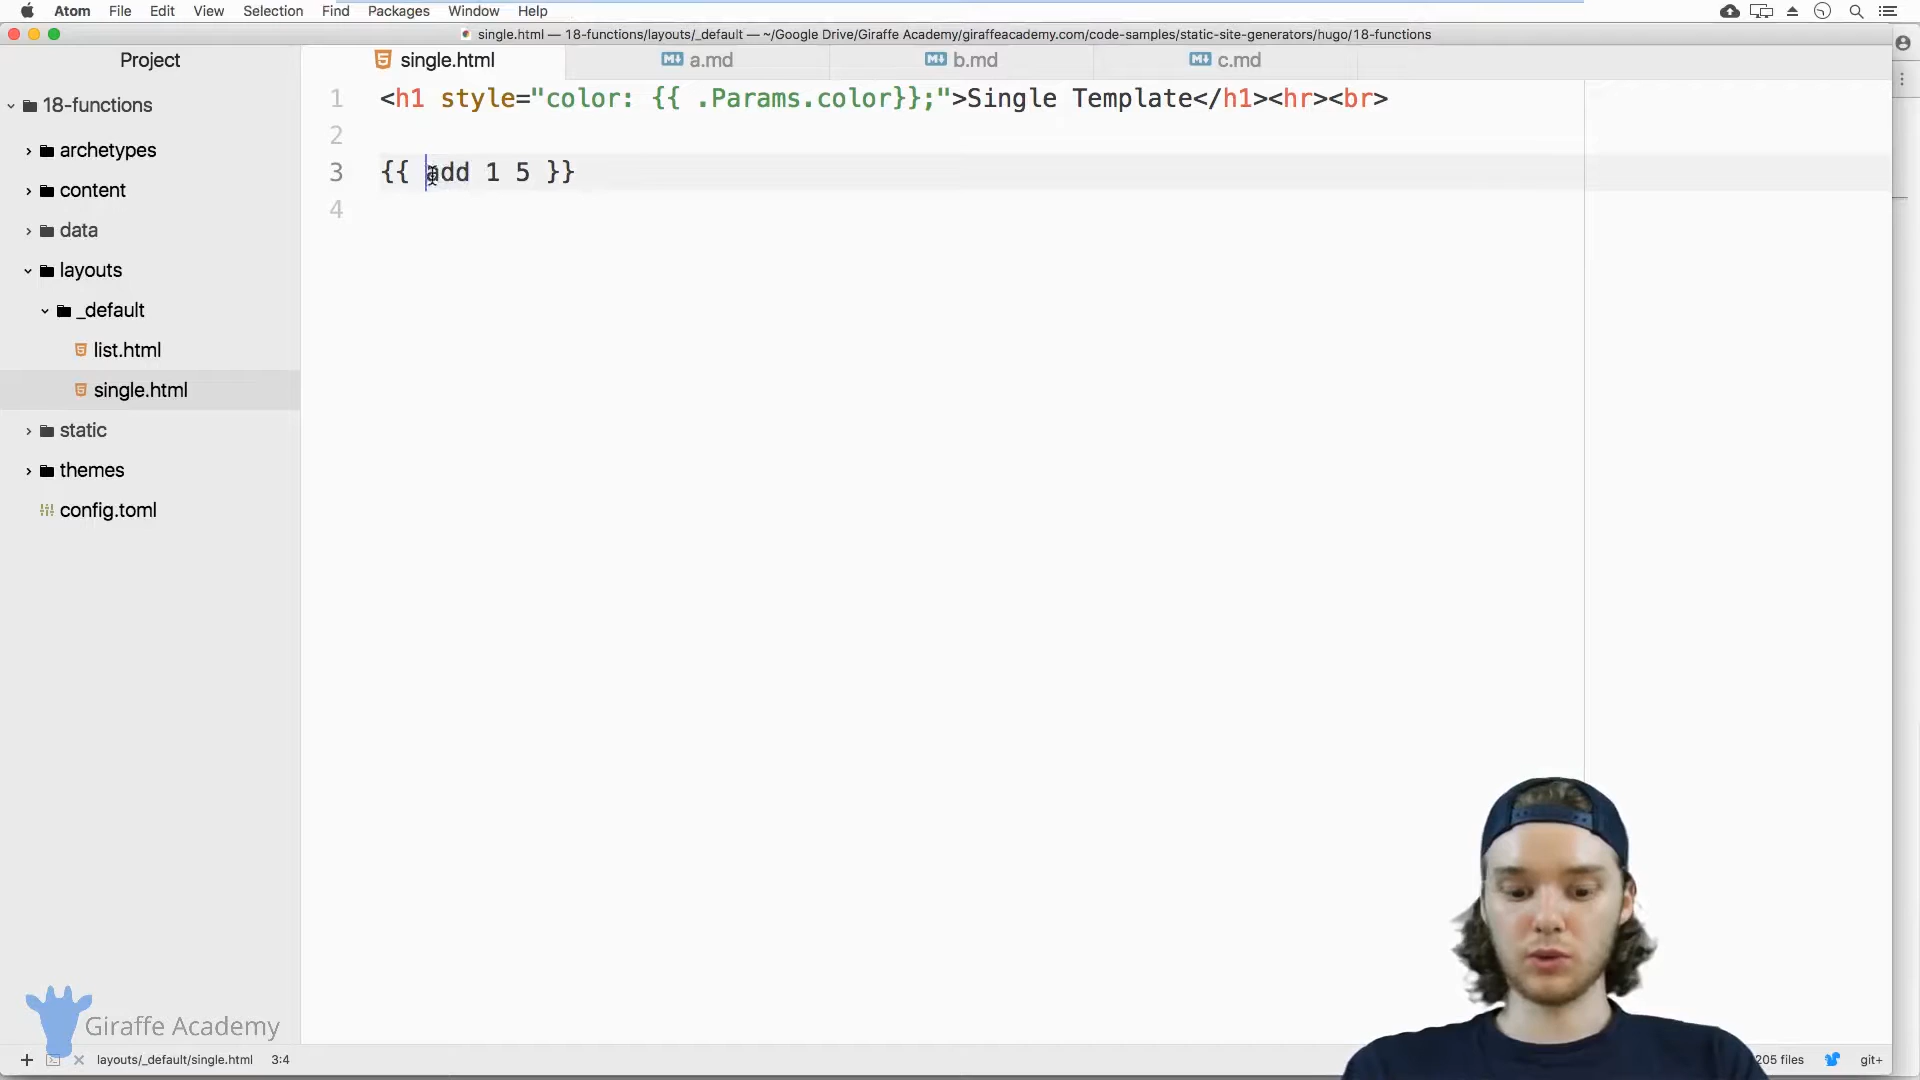 Atom File Edit View Selection Find Packages Window Help
single.html — 18-functions/layouts/_default — ~/Google Drive/Giraffe Academy/giraffeacademy.com/code-samples/static-site-generators/hugo/18-functions
Project
single.html a.md b.md c.md
18-functions
archetypes
content
data
layouts
_default
list.html
single.html
static
themes
config.toml
1 <h1 style="color: {{ .Params.color}};">Single Template</h1><hr><br>
2
3 {{ add 1 5 }}
4
Giraffe Academy
layouts/_default/single.html 3:4
205 files git+